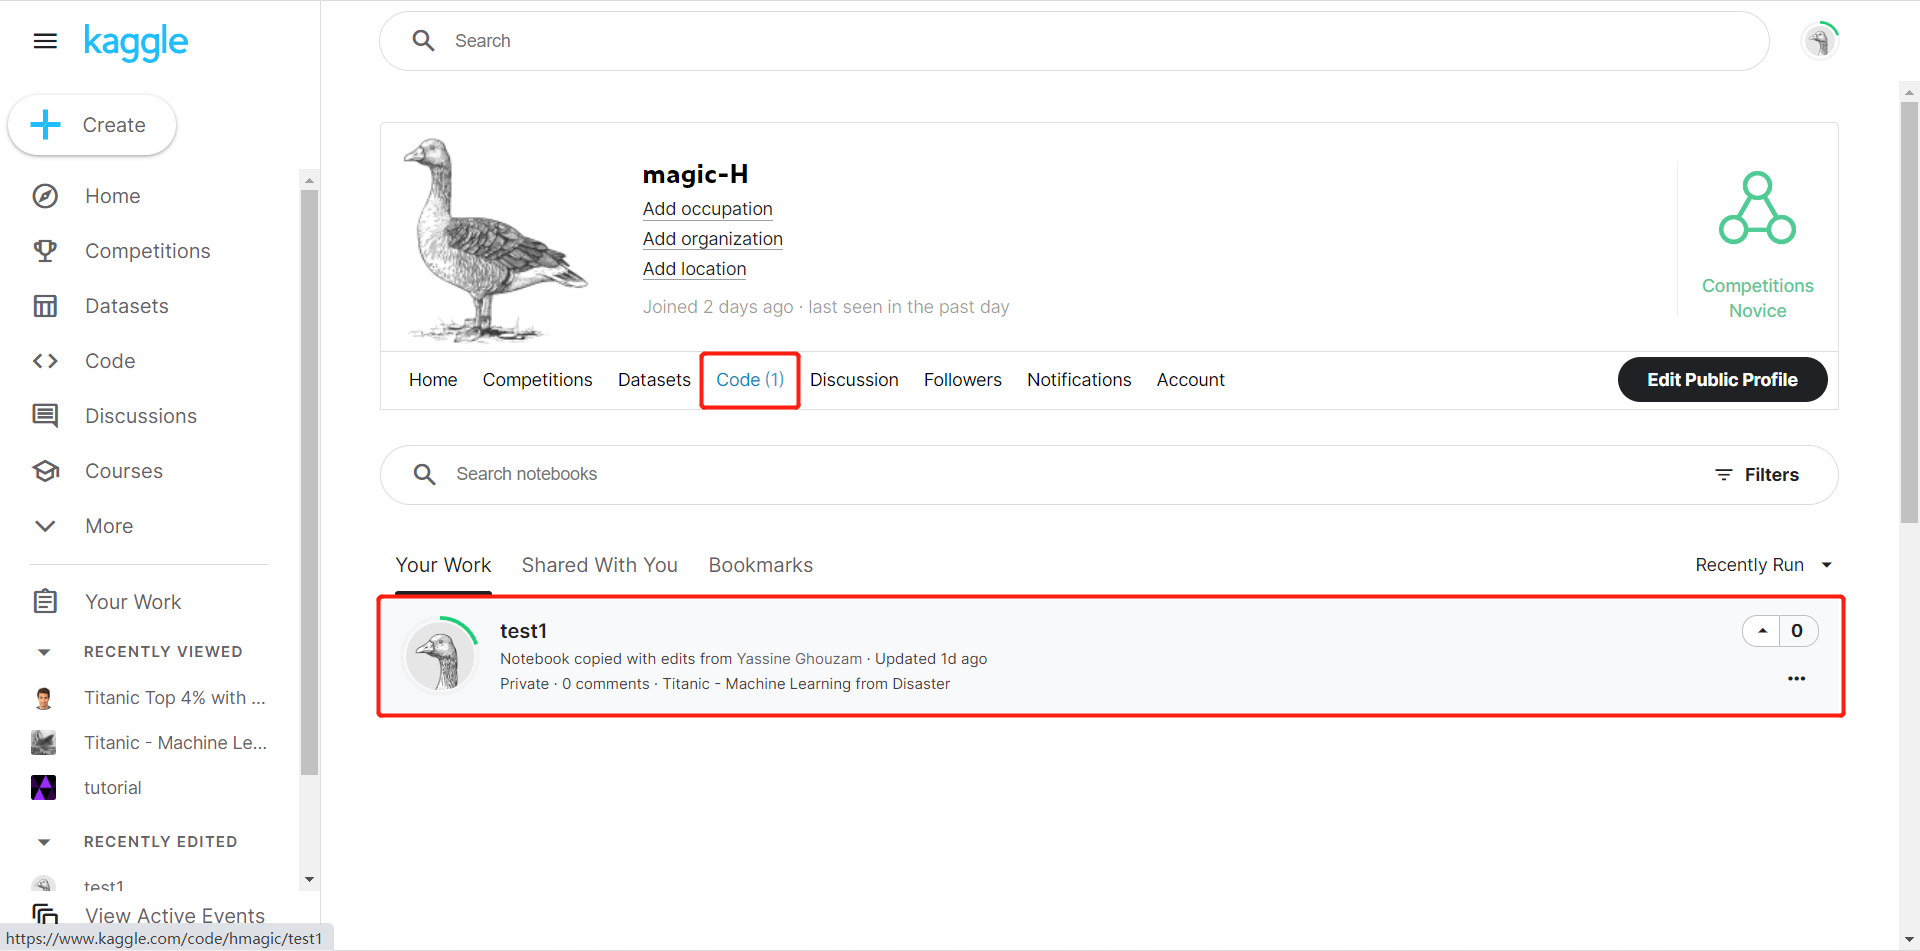 kaggle
Search
Create
Home
Competitions
Datasets
Code
Discussions
Courses
More
Your Work
RECENTLY VIEWED
Titanic Top 4% with ...
Titanic - Machine Le...
tutorial
RECENTLY EDITED
test1
View Active Events
https://www.kaggle.com/code/hmagic/test1
magic-H
Add occupation
Add organization
Add location
Joined 2 days ago · last seen in the past day
Competitions
Novice
Home Competitions Datasets Code (1) Discussion Followers Notifications Account Edit Public Profile
Search notebooks Filters
Your Work Shared With You Bookmarks Recently Run
test1 0
Notebook copied with edits from Yassine Ghouzam · Updated 1d ago
Private · 0 comments · Titanic - Machine Learning from Disaster